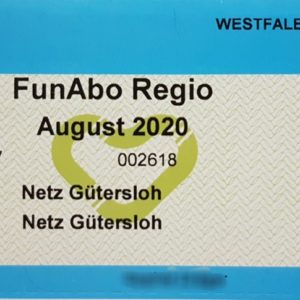 WESTFALE
FunAbo Regio
August 2020
002618
Netz Gütersloh
Netz Gütersloh